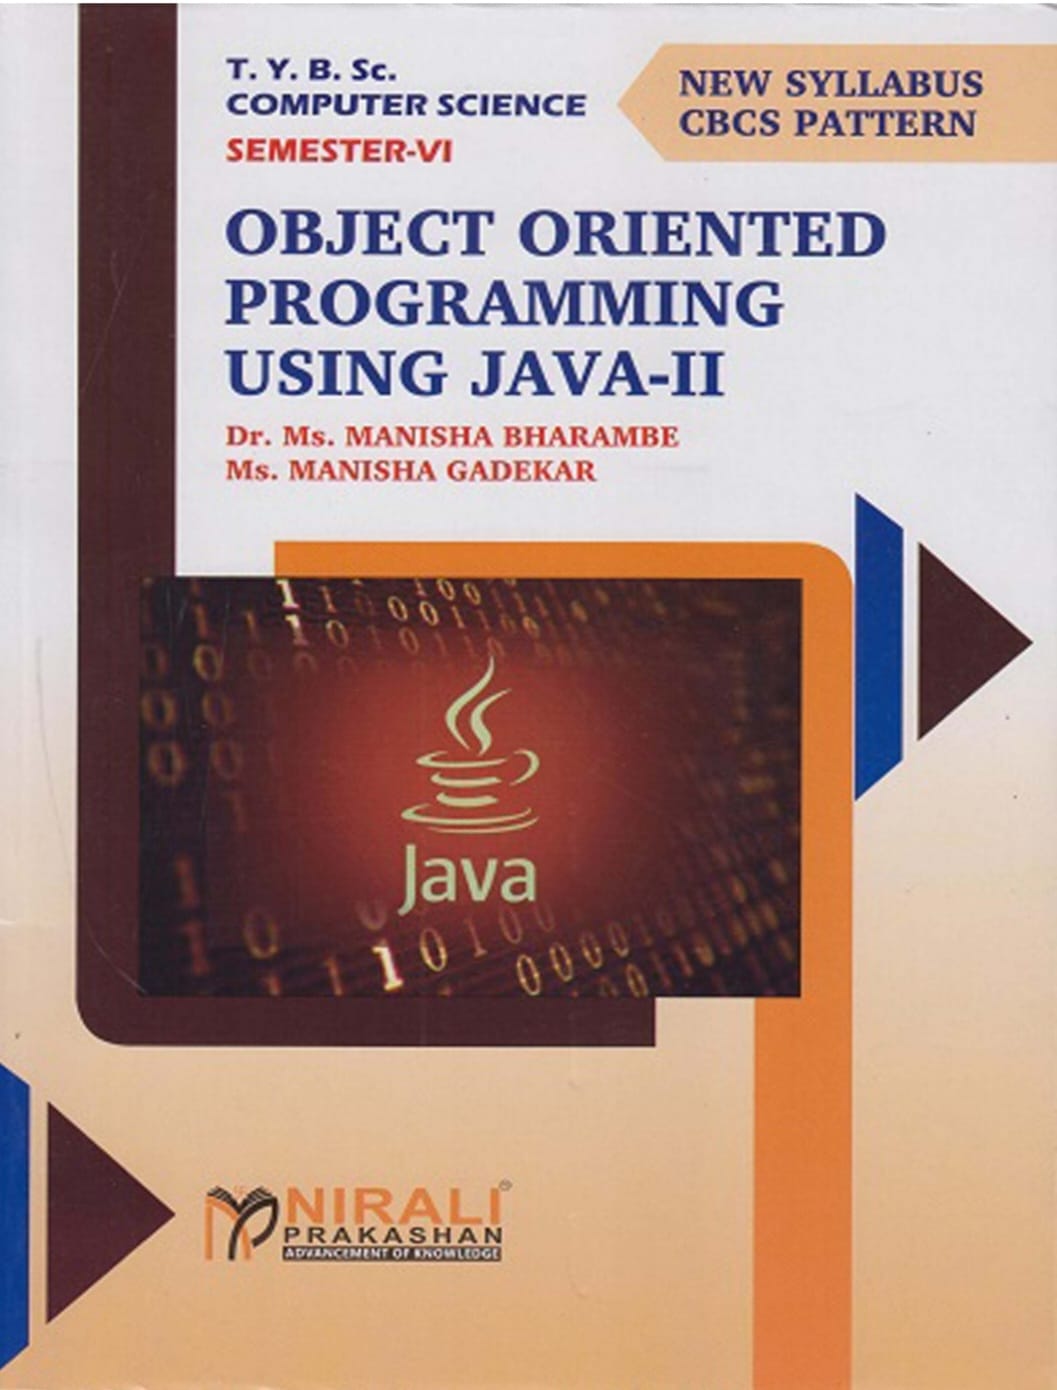 T. Y. B. Sc.
COMPUTER SCIENCE
SEMESTER-VI
NEW SYLLABUS
CBCS PATTERN
OBJECT ORIENTED
PROGRAMMING
USING JAVA-II
Dr. Ms. MANISHA BHARAMBE
Ms. MANISHA GADEKAR
Java
NIRALI
PRAKASHAN
ADVANCEMENT OF KNOWLEDGE